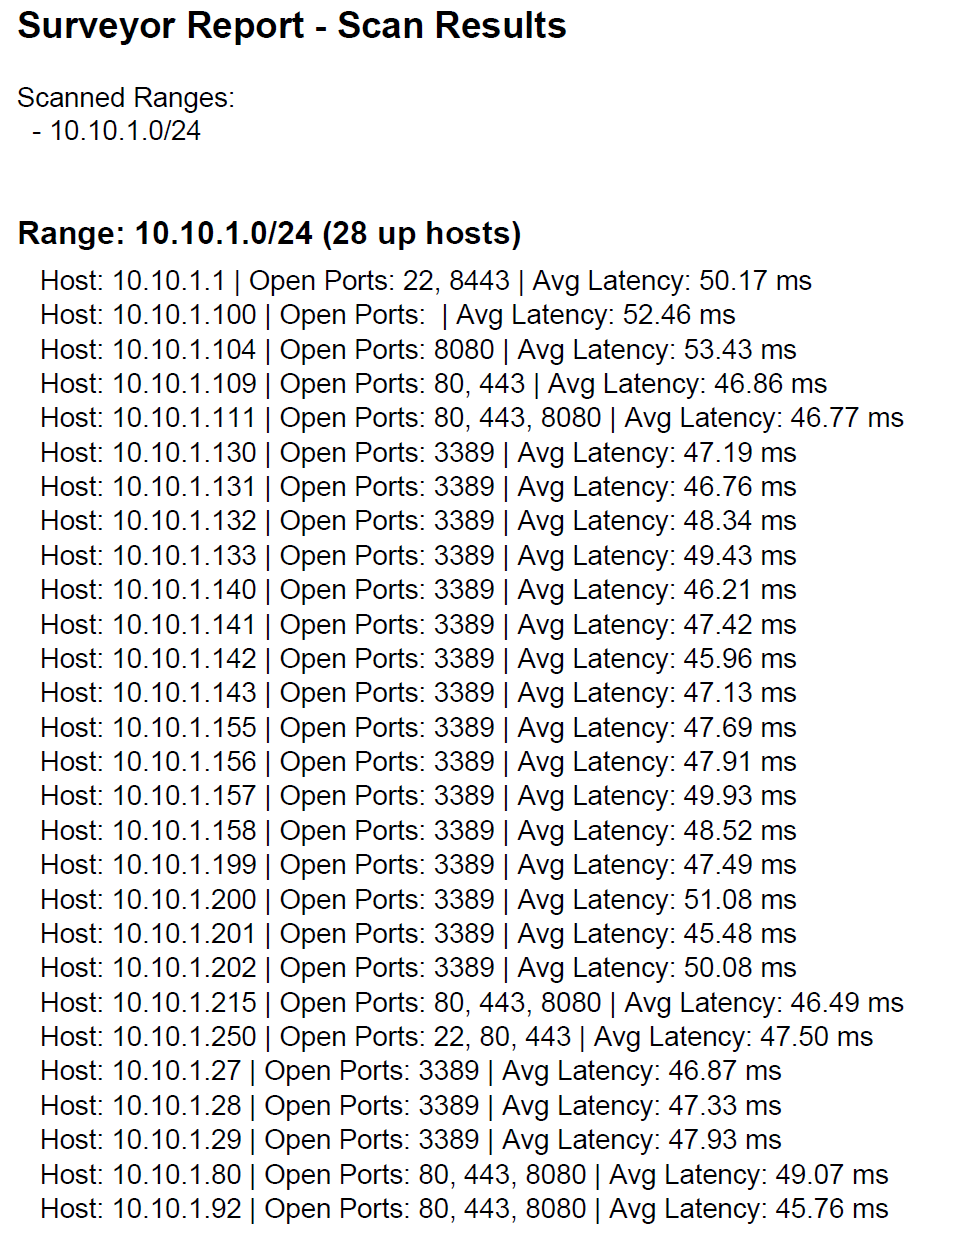 Surveyor Report - Scan Results
Scanned Ranges:
- 10.10.1.0/24
Range: 10.10.1.0/24 (28 up hosts)
Host: 10.10.1.1 | Open Ports: 22, 8443 | Avg Latency: 50.17 ms
Host: 10.10.1.100 | Open Ports:  | Avg Latency: 52.46 ms
Host: 10.10.1.104 | Open Ports: 8080 | Avg Latency: 53.43 ms
Host: 10.10.1.109 | Open Ports: 80, 443 | Avg Latency: 46.86 ms
Host: 10.10.1.111 | Open Ports: 80, 443, 8080 | Avg Latency: 46.77 ms
Host: 10.10.1.130 | Open Ports: 3389 | Avg Latency: 47.19 ms
Host: 10.10.1.131 | Open Ports: 3389 | Avg Latency: 46.76 ms
Host: 10.10.1.132 | Open Ports: 3389 | Avg Latency: 48.34 ms
Host: 10.10.1.133 | Open Ports: 3389 | Avg Latency: 49.43 ms
Host: 10.10.1.140 | Open Ports: 3389 | Avg Latency: 46.21 ms
Host: 10.10.1.141 | Open Ports: 3389 | Avg Latency: 47.42 ms
Host: 10.10.1.142 | Open Ports: 3389 | Avg Latency: 45.96 ms
Host: 10.10.1.143 | Open Ports: 3389 | Avg Latency: 47.13 ms
Host: 10.10.1.155 | Open Ports: 3389 | Avg Latency: 47.69 ms
Host: 10.10.1.156 | Open Ports: 3389 | Avg Latency: 47.91 ms
Host: 10.10.1.157 | Open Ports: 3389 | Avg Latency: 49.93 ms
Host: 10.10.1.158 | Open Ports: 3389 | Avg Latency: 48.52 ms
Host: 10.10.1.199 | Open Ports: 3389 | Avg Latency: 47.49 ms
Host: 10.10.1.200 | Open Ports: 3389 | Avg Latency: 51.08 ms
Host: 10.10.1.201 | Open Ports: 3389 | Avg Latency: 45.48 ms
Host: 10.10.1.202 | Open Ports: 3389 | Avg Latency: 50.08 ms
Host: 10.10.1.215 | Open Ports: 80, 443, 8080 | Avg Latency: 46.49 ms
Host: 10.10.1.250 | Open Ports: 22, 80, 443 | Avg Latency: 47.50 ms
Host: 10.10.1.27 | Open Ports: 3389 | Avg Latency: 46.87 ms
Host: 10.10.1.28 | Open Ports: 3389 | Avg Latency: 47.33 ms
Host: 10.10.1.29 | Open Ports: 3389 | Avg Latency: 47.93 ms
Host: 10.10.1.80 | Open Ports: 80, 443, 8080 | Avg Latency: 49.07 ms
Host: 10.10.1.92 | Open Ports: 80, 443, 8080 | Avg Latency: 45.76 ms